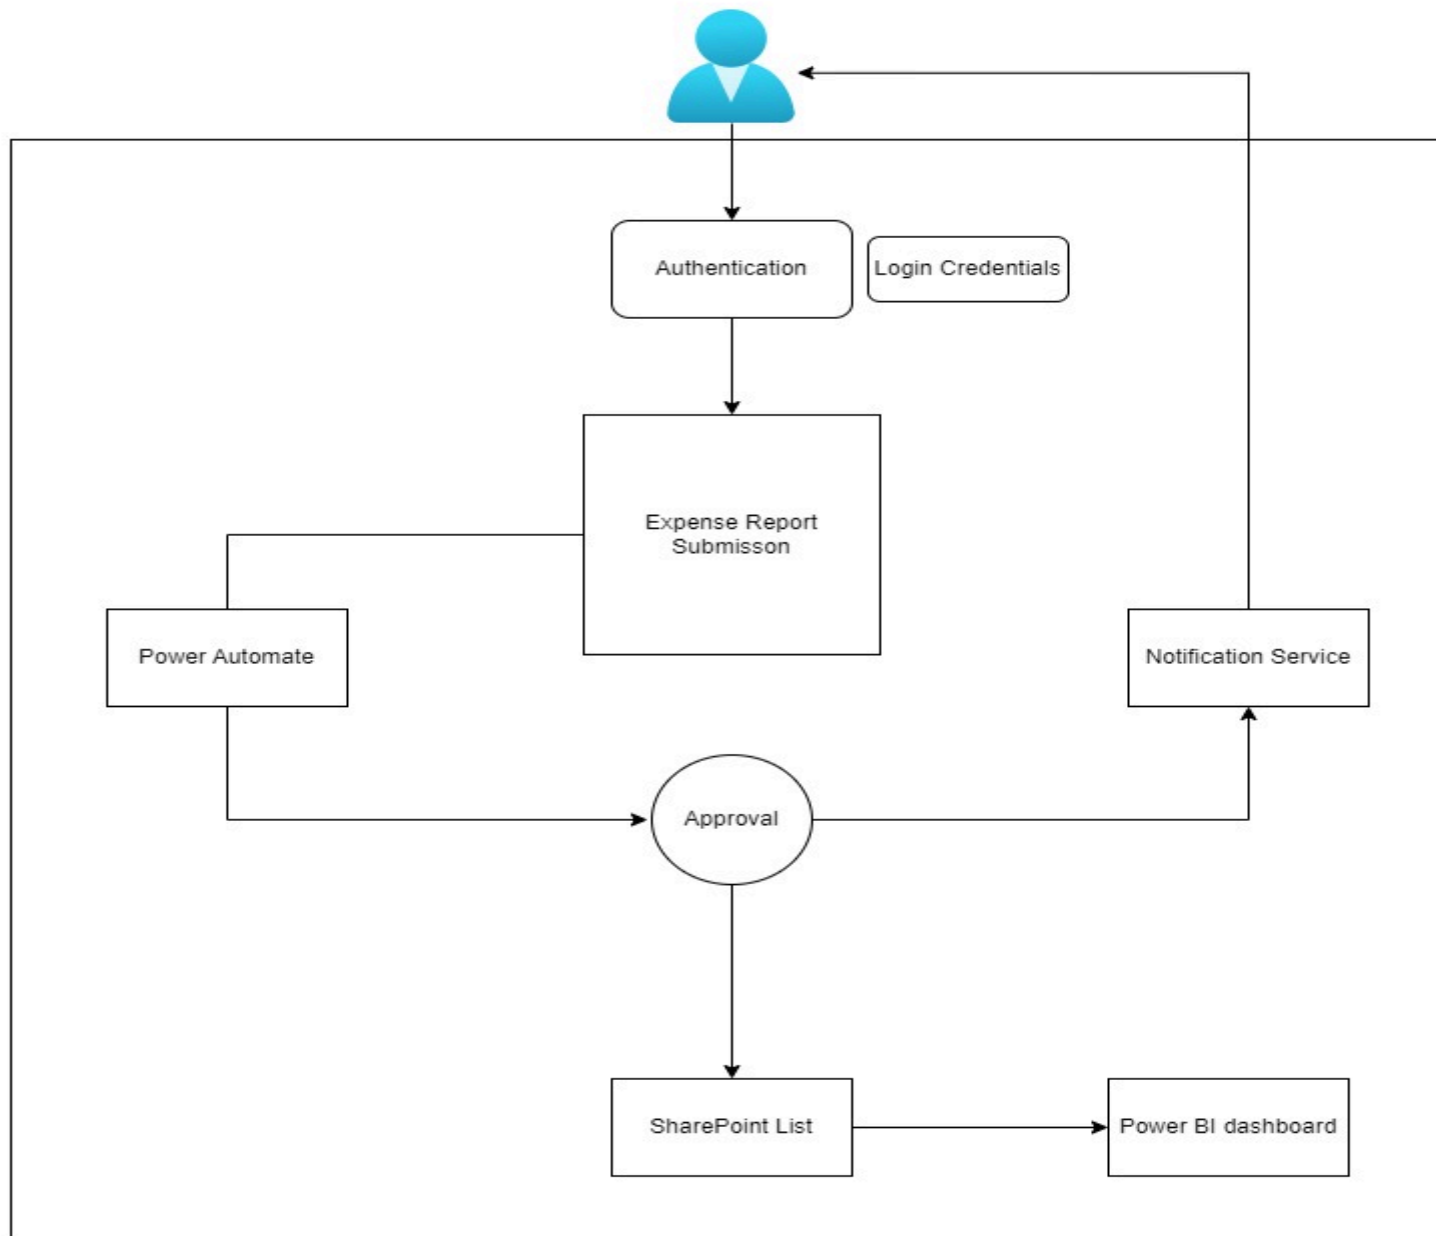 Authentication
Login Credentials
Expense Report
Submisson
Power Automate
Notification Service
Approval
SharePoint List
Power BI dashboard